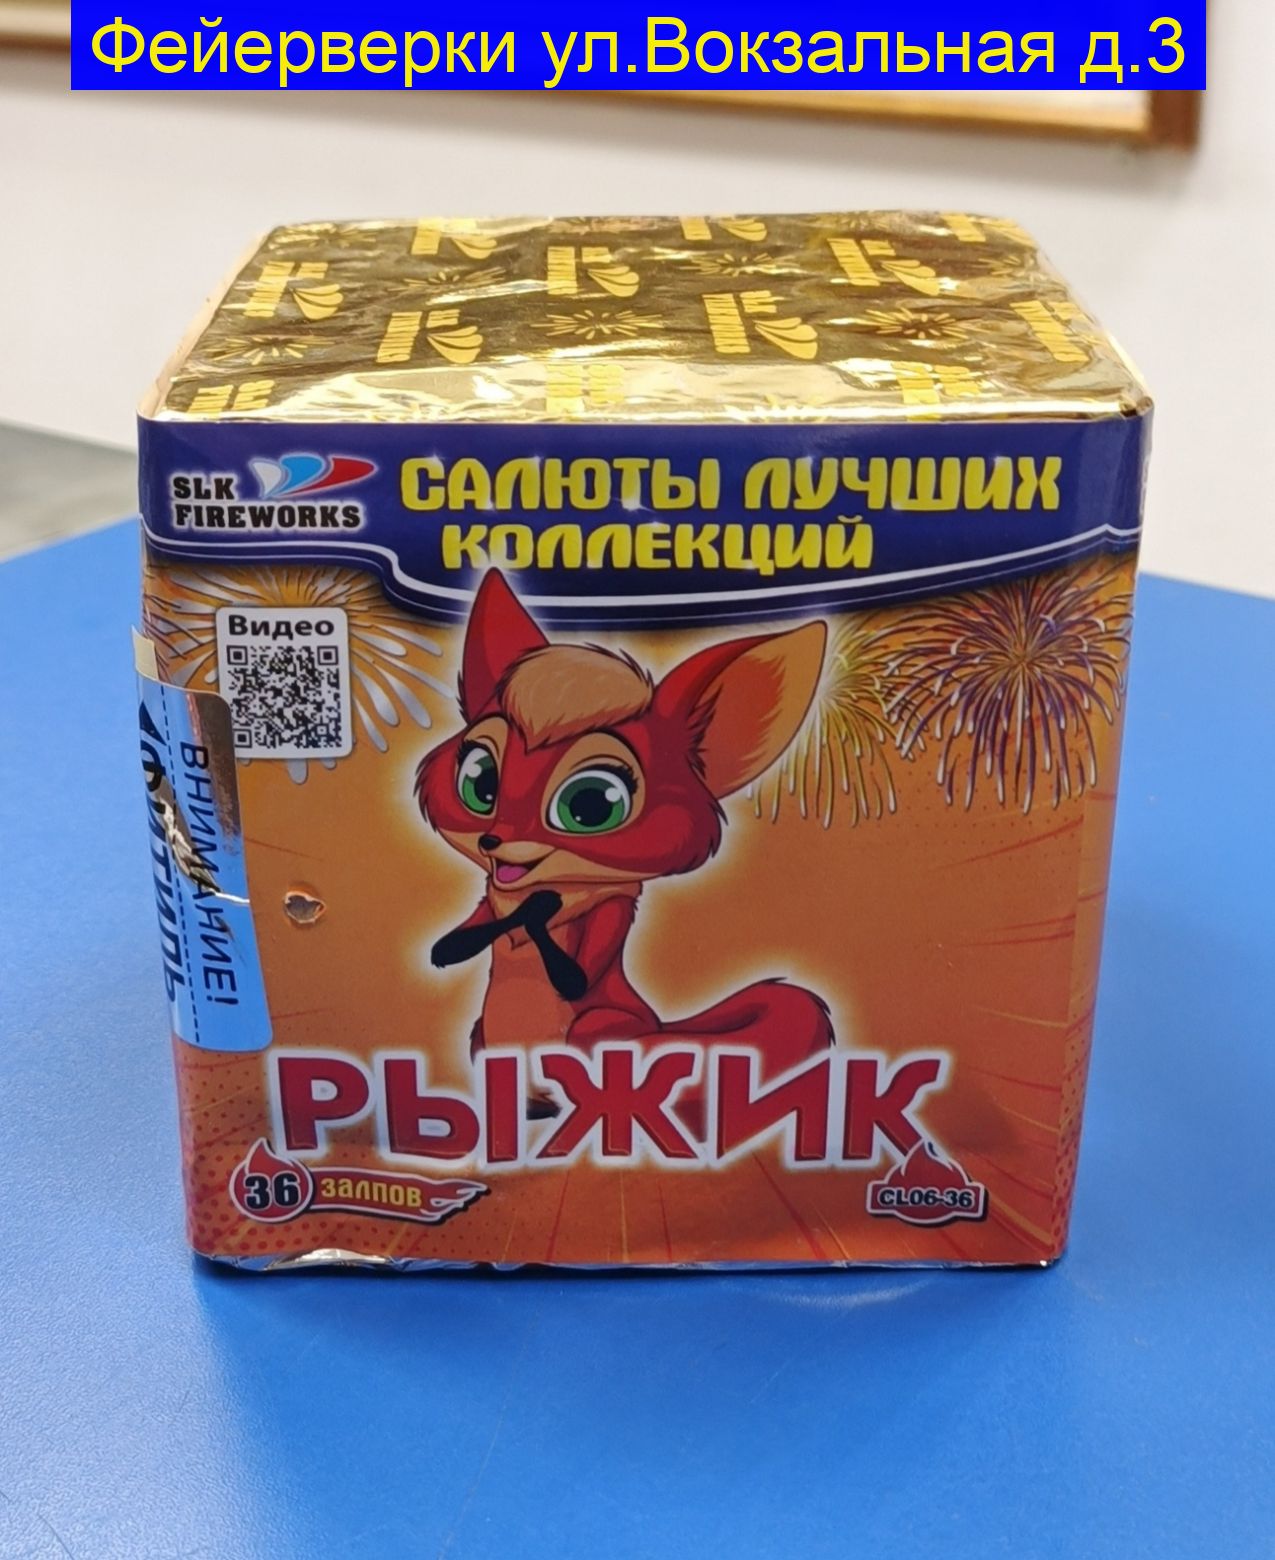 Фейерверки ул.Вокзальная д.3
SLK
FIREWORKS
САЛЮТЫ ЛУЧШИХ
КОЛЛЕКЦИЙ
Видео
ВНИМАНИЕ!
ФИТИЛЬ
РЫЖИК
36 ЗАЛПОВ
CL06-36